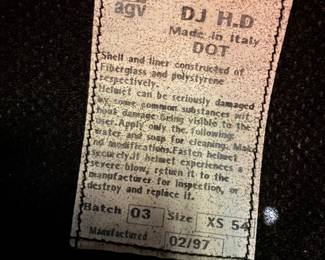 agv DJ H.D
Made in Italy
DOT
Shell and liner constructed of
Fiberglass and polystyrene
respectively.
Helmet can be seriously damaged
by some common substances wit
hout damage being visible to the
user. Apply only the following
water and soap for cleaning. Make
no modifications.Fasten helmet
securely.if helmet experiences a
severe blow, return it to the
manufacturer for inspection, or
destroy and replace it.
Batch 03 Size XS 54
Manufactured 02/97